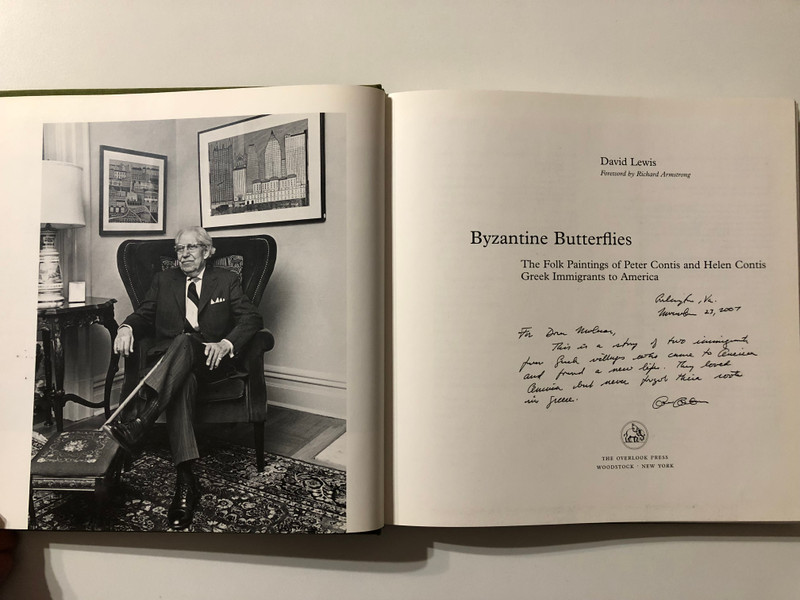 David Lewis
Foreword by Richard Armstrong
Byzantine Butterflies
The Folk Paintings of Peter Contis and Helen Contis
Greek Immigrants to America
Arlington, Va.
November 23, 2007
For Dora
This is a story of two immigrants
from Greek villages who came to America
and found a new life. They loved
America but never forgot their roots
in Greece.
THE OVERLOOK PRESS
WOODSTOCK · NEW YORK